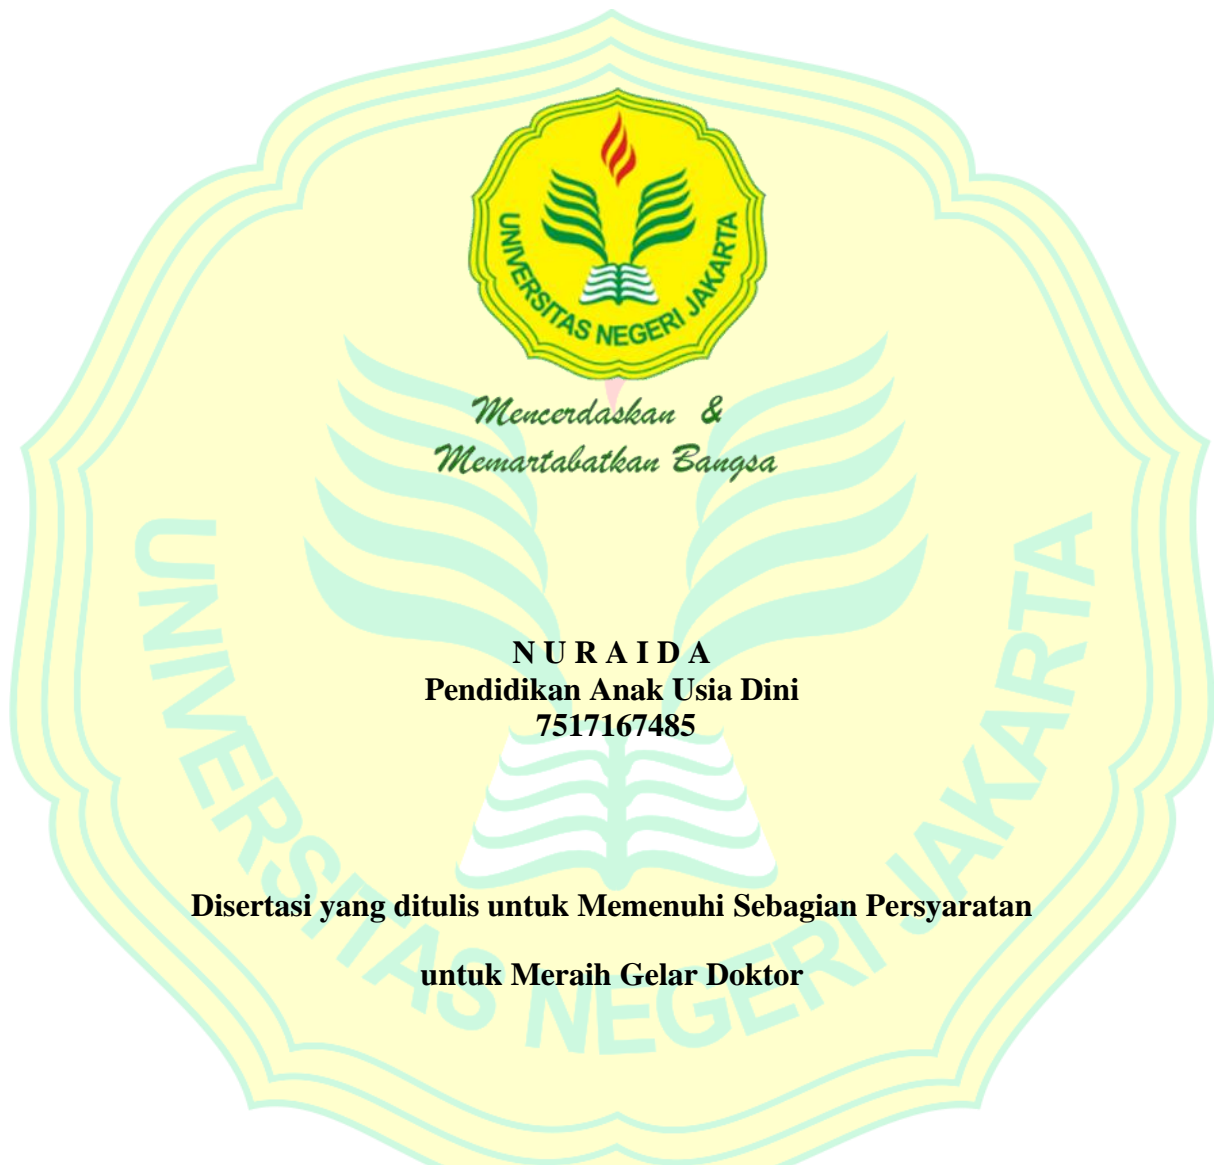 UNIVERSITAS NEGERI JAKARTA
Mencerdaskan &
Memartabatkan Bangsa
N U R A I D A
Pendidikan Anak Usia Dini
7517167485
Disertasi yang ditulis untuk Memenuhi Sebagian Persyaratan
untuk Meraih Gelar Doktor
UNIVERSITAS NEGERI JAKARTA